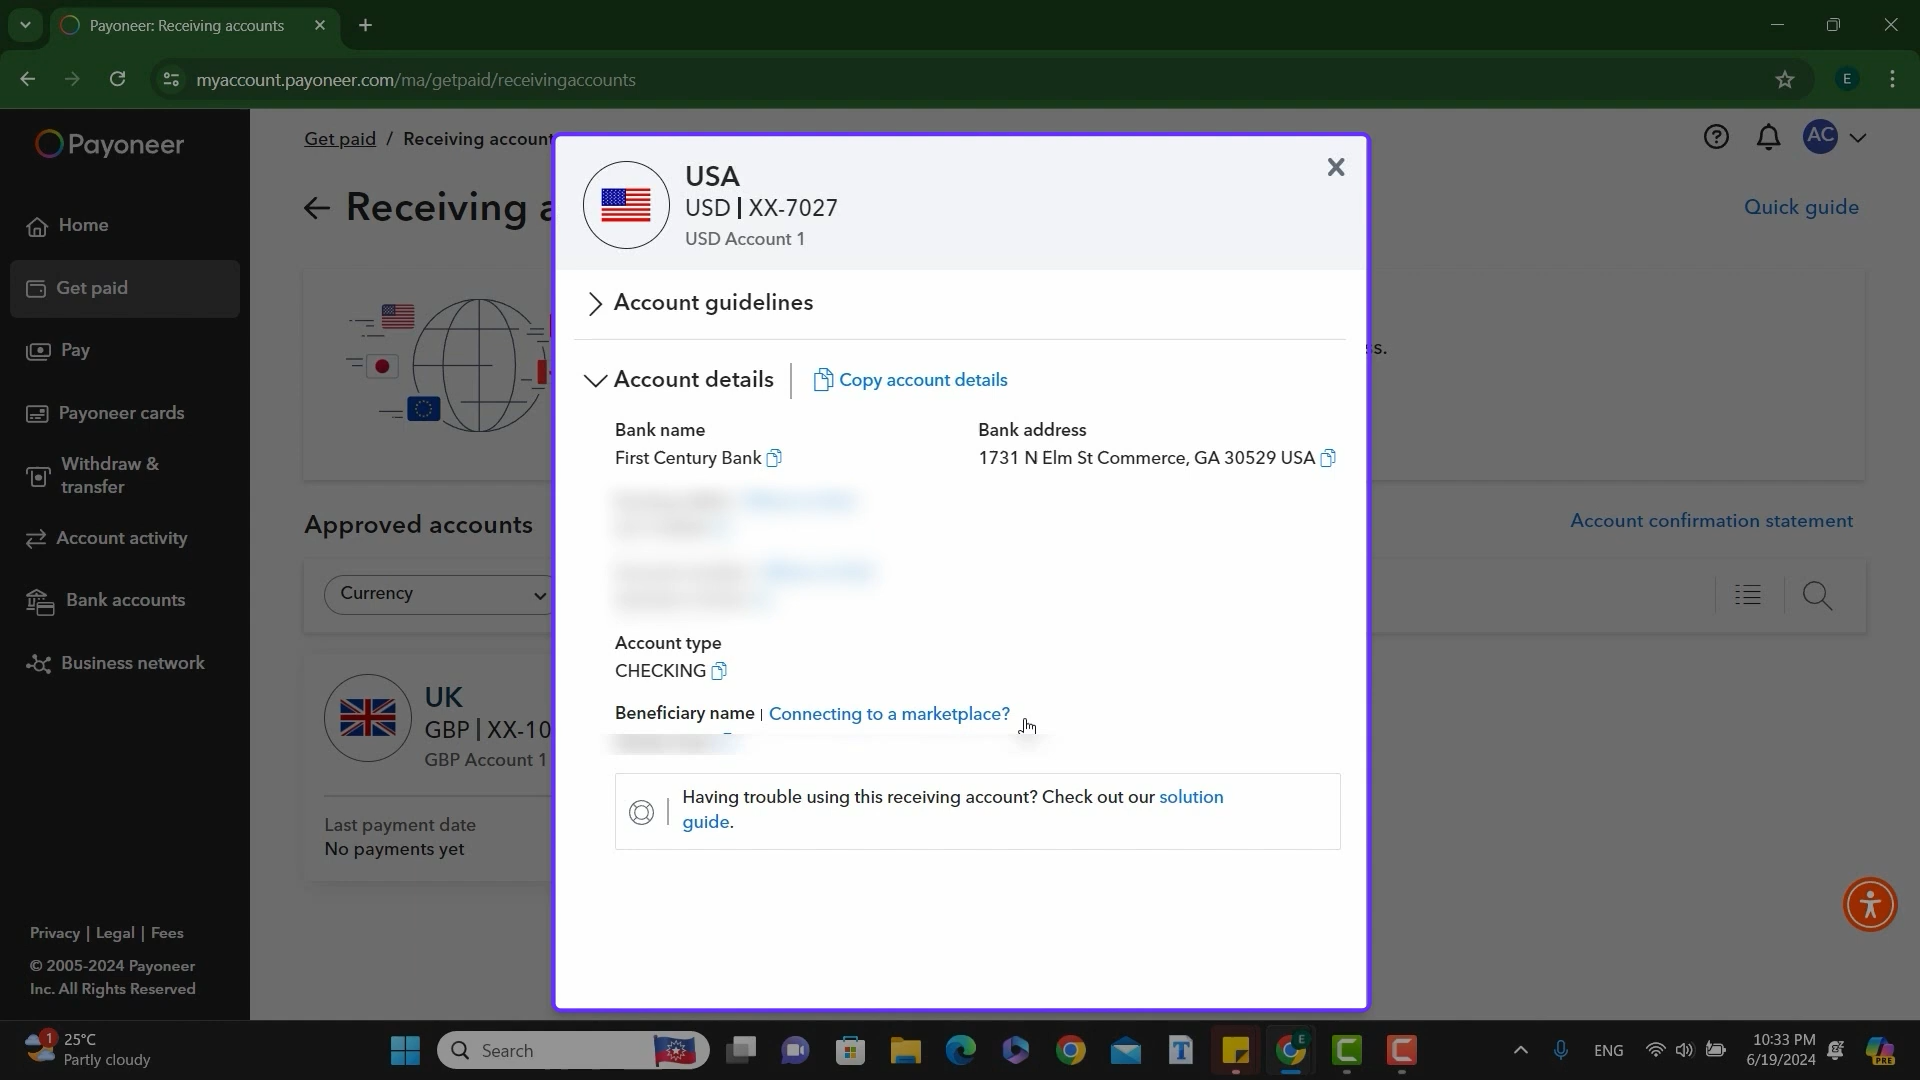 Payoneer: Receiving accounts
myaccount.payoneer.com/ma/getpaid/receivingaccounts
E
Payoneer
Home
Get paid
Pay
Payoneer cards
Withdraw &
transfer
Account activity
Bank accounts
Business network
Privacy | Legal | Fees
© 2005-2024 Payoneer
Inc. All Rights Reserved
Get paid / Receiving account
AC
Receiving a
Quick guide
s.
Approved accounts
Account confirmation statement
Currency
UK
GBP | XX-10
GBP Account 1
Last payment date
No payments yet
USA
USD | XX-7027
USD Account 1
Account guidelines
Account details
Copy account details
Bank name
First Century Bank
Bank address
1731 N Elm St Commerce, GA 30529 USA
Account type
CHECKING
Beneficiary name | Connecting to a marketplace?
Having trouble using this receiving account? Check out our solution
guide.
1
25°C
Partly cloudy
Search
T
E
ENG
10:33 PM
6/19/2024
PRE